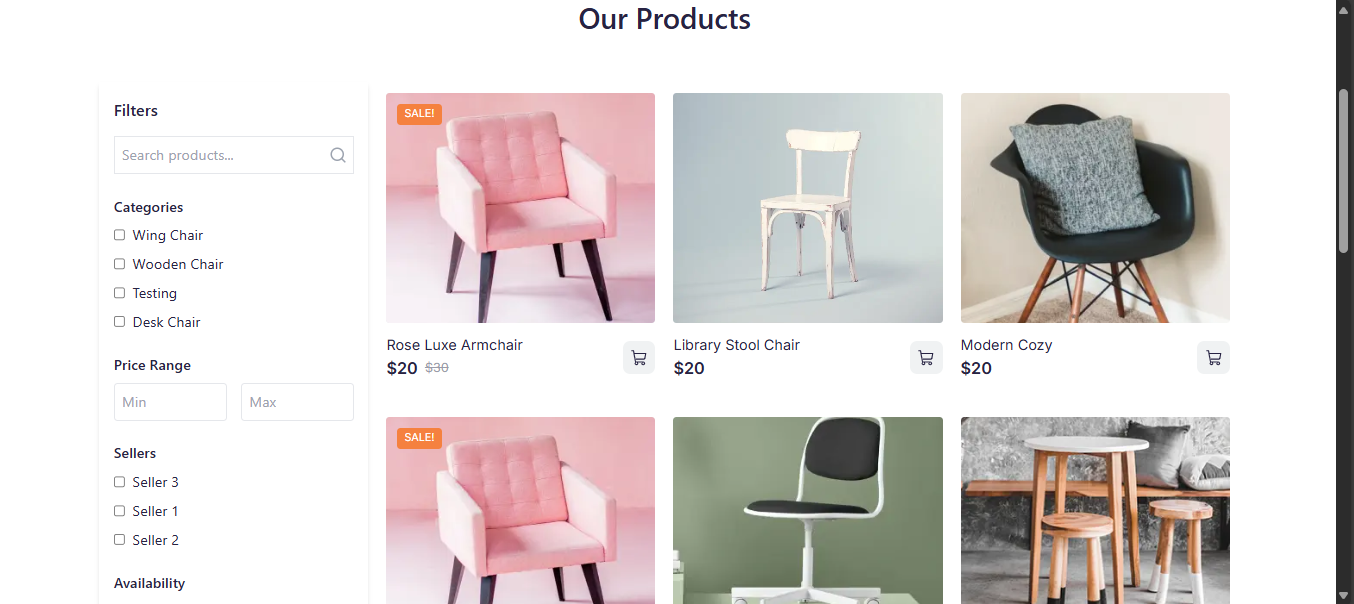 Our Products
Filters
Search products...
Categories
Wing Chair
Wooden Chair
Testing
Desk Chair
Price Range
Min
Max
Sellers
Seller 3
Seller 1
Seller 2
Availability
SALE!
Rose Luxe Armchair
$20 $30
Library Stool Chair
$20
Modern Cozy
$20
SALE!